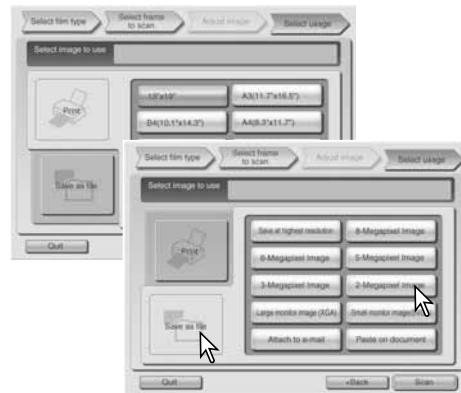 Select film type
Select frame
to scan
Adjust image
Select usage
Select image to use
Print
13"x19"
A3(11.7"x16.5")
B4(10.1"x14.3")
A4(8.3"x11.7")
Save as file
Quit
Select film type
Select frame
to scan
Adjust image
Select usage
Select image to use
Print
Save at highest resolution
8-Megapixel Image
6-Megapixel Image
5-Megapixel Image
3-Megapixel Image
2-Megapixel Image
Large monitor image (XGA)
Small monitor image
Attach to e-mail
Paste on document
Save as file
Quit
<Back
Scan